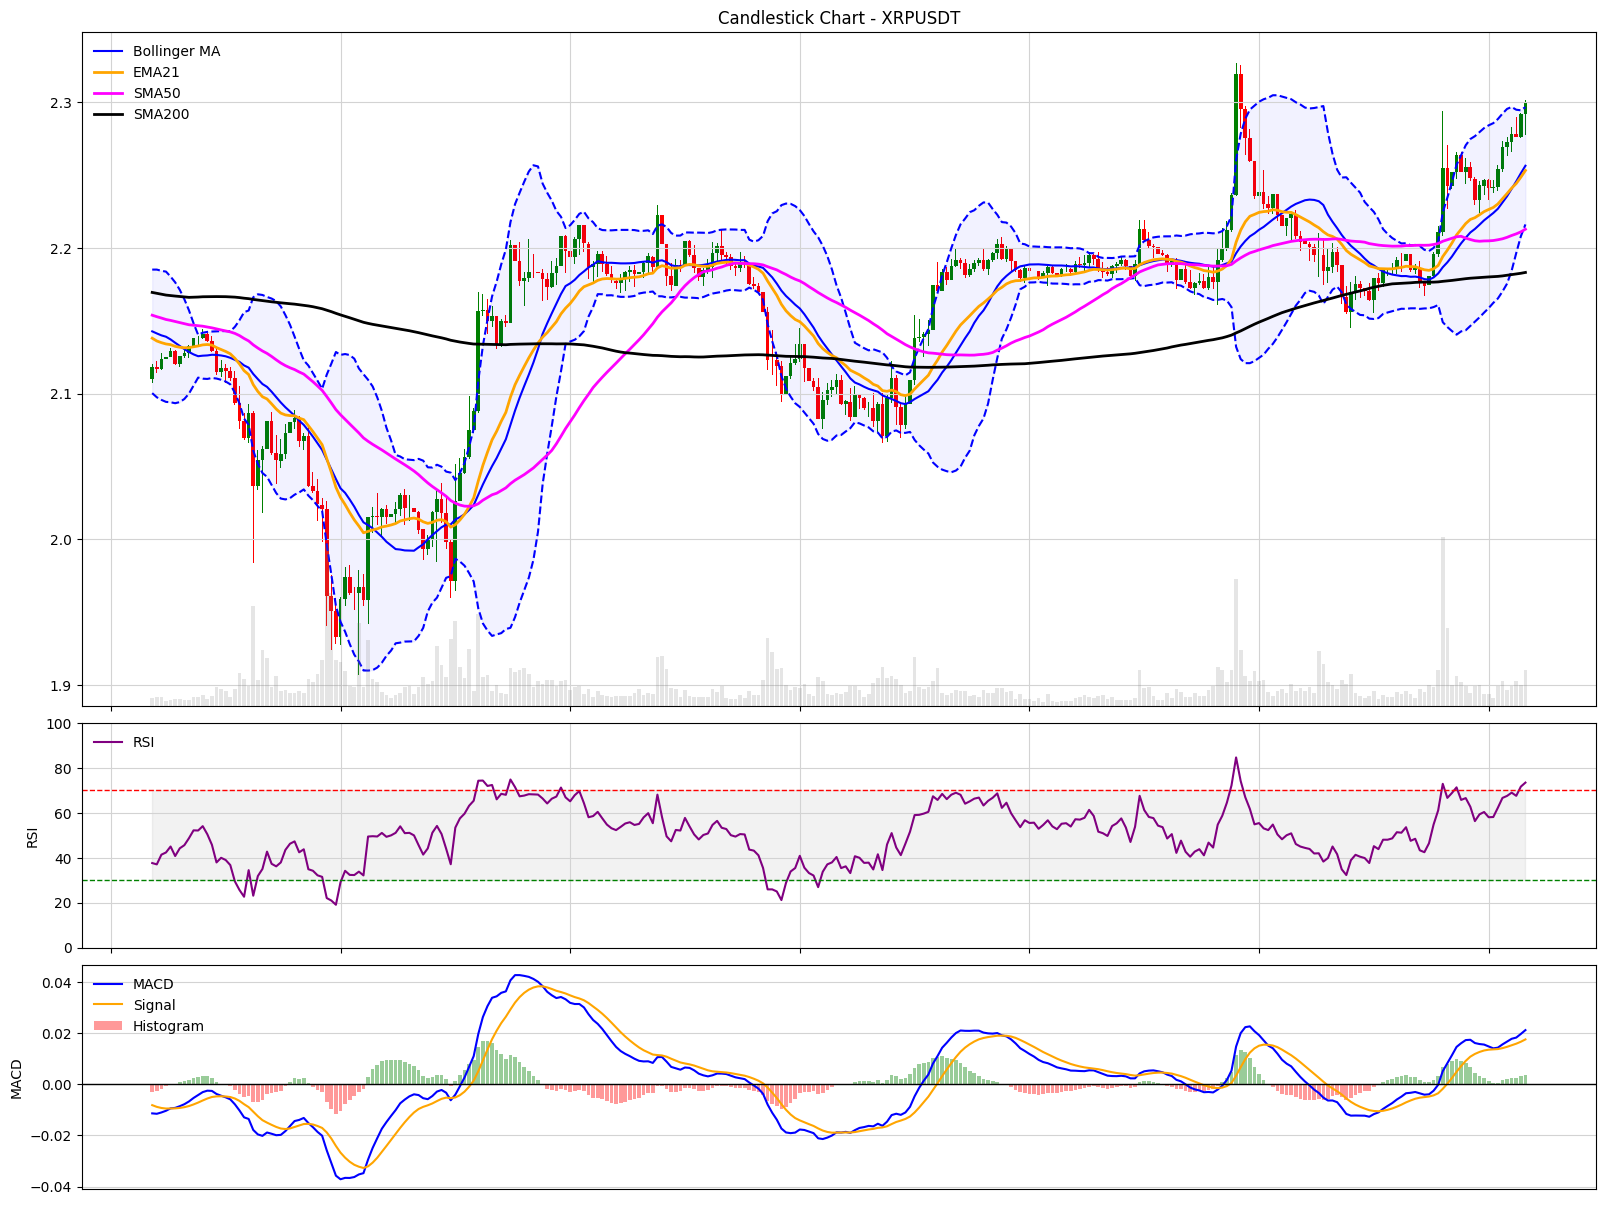 Candlestick Chart - XRPUSDT
Bollinger MA
EMA21
SMA50
SMA200
2.3
2.2
2.1
2.0
1.9
RSI
RSI
100
80
60
40
20
0
MACD
Signal
Histogram
MACD
0.04
0.02
0.00
−0.02
−0.04